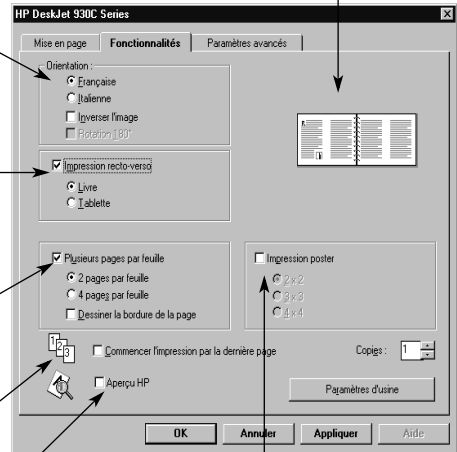 HP DeskJet 930C Series
Mise en page Fonctionnalités Paramètres avancés
Orientation :
Française
Italienne
Inverser l'image
Rotation 180°
Impression recto-verso
Livre
Tablette
Plusieurs pages par feuille
2 pages par feuille
4 pages par feuille
Dessiner la bordure de la page
Impression poster
2 x 2
3 x 3
4 x 4
1 2 3
Commencer l'impression par la dernière page
Copies : 1
Aperçu HP
Paramètres d'usine
OK Annuler Appliquer Aide